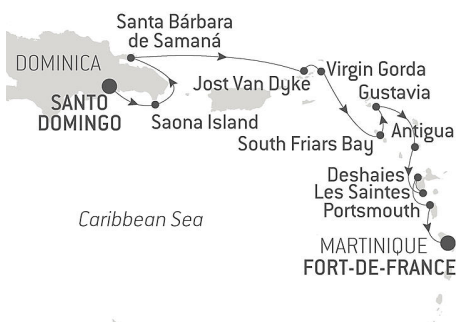 Santa Bárbara
de Samaná
DOMINICA
Virgin Gorda
Jost Van Dyke
Gustavia
SANTO
DOMINGO
Saona Island
Antigua
South Friars Bay
Deshaies
Les Saintes
Portsmouth
Caribbean Sea
MARTINIQUE
FORT-DE-FRANCE